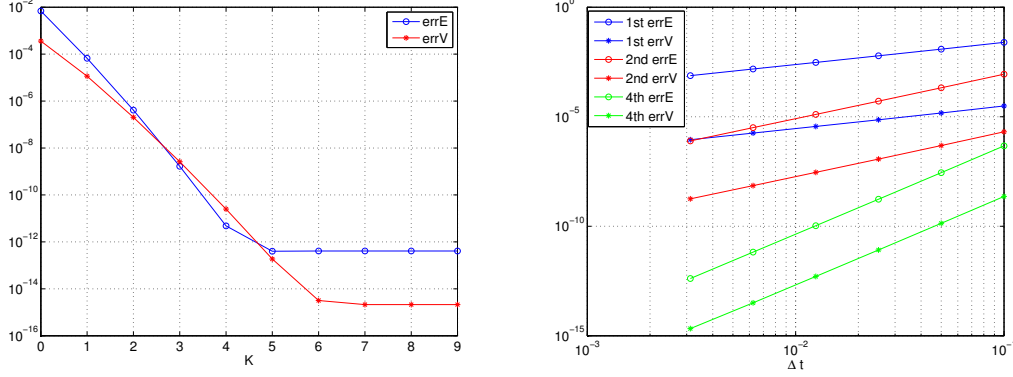 10^-2
10^-4
10^-6
10^-8
10^-10
10^-12
10^-14
10^-16
0 1 2 3 4 5 6 7 8 9
K
errE
errV
10^0
10^-5
10^-10
10^-15
10^-3 10^-2
Δ t
1st errE
1st errV
2nd errE
2nd errV
4th errE
4th errV